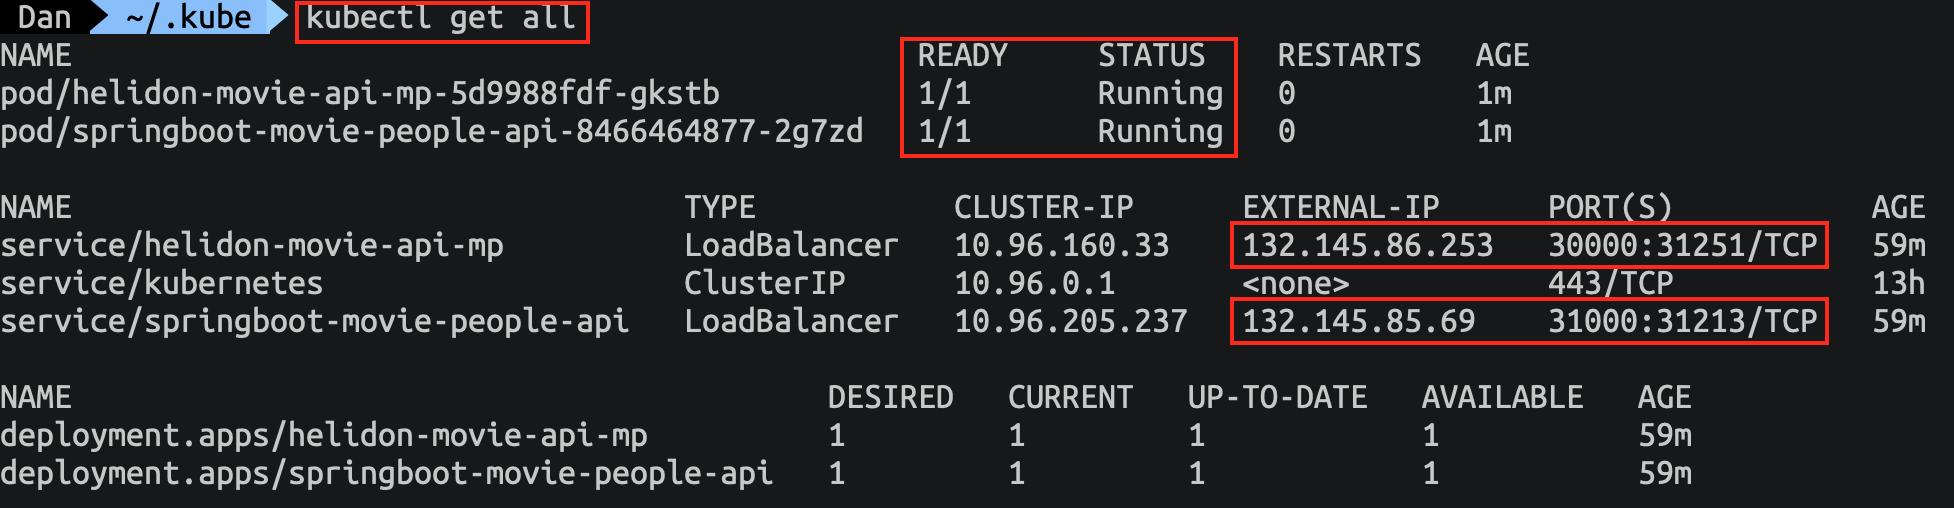 Dan ~/.kube kubectl get all
NAME READY STATUS RESTARTS AGE
pod/helidon-movie-api-mp-5d9988fdf-gkstb 1/1 Running 0 1m
pod/springboot-movie-people-api-8466464877-2g7zd 1/1 Running 0 1m
NAME TYPE CLUSTER-IP EXTERNAL-IP PORT(S) AGE
service/helidon-movie-api-mp LoadBalancer 10.96.160.33 132.145.86.253 30000:31251/TCP 59m
service/kubernetes ClusterIP 10.96.0.1 <none> 443/TCP 13h
service/springboot-movie-people-api LoadBalancer 10.96.205.237 132.145.85.69 31000:31213/TCP 59m
NAME DESIRED CURRENT UP-TO-DATE AVAILABLE AGE
deployment.apps/helidon-movie-api-mp 1 1 1 1 59m
deployment.apps/springboot-movie-people-api 1 1 1 1 59m